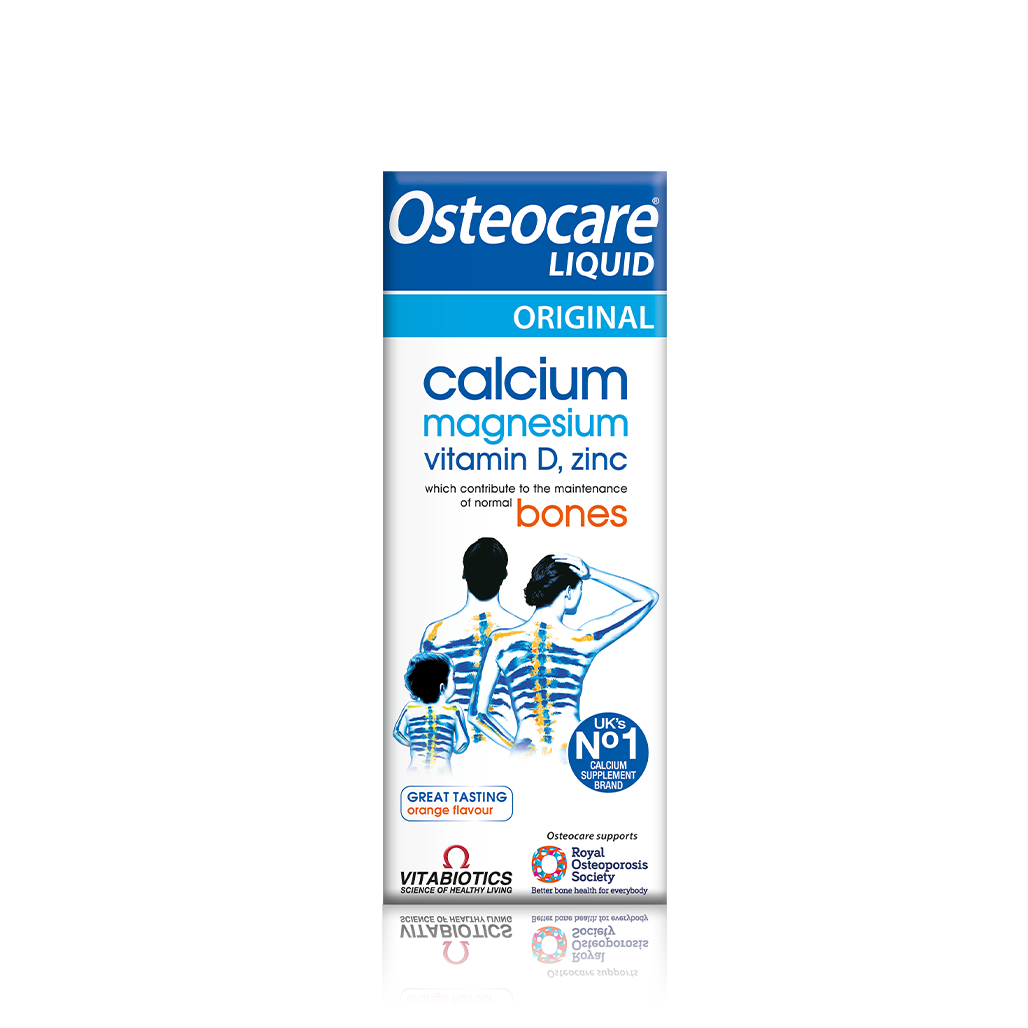 Osteocare®
LIQUID
ORIGINAL
calcium
magnesium
vitamin D, zinc
which contribute to the maintenance
of normal bones
UK's
Nº1
CALCIUM
SUPPLEMENT
BRAND
GREAT TASTING
orange flavour
Osteocare supports
Royal
Osteoporosis
Society
Better bone health for everybody
VITABIOTICS
SCIENCE OF HEALTHY LIVING